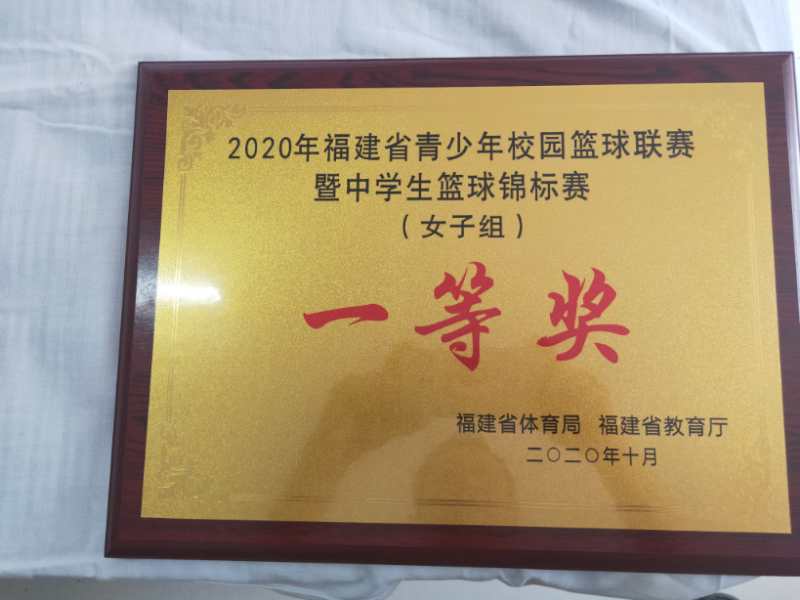 2020年福建省青少年校园篮球联赛
暨中学生篮球锦标赛
（女子组）
一等奖
福建省体育局 福建省教育厅
二〇二〇年十月